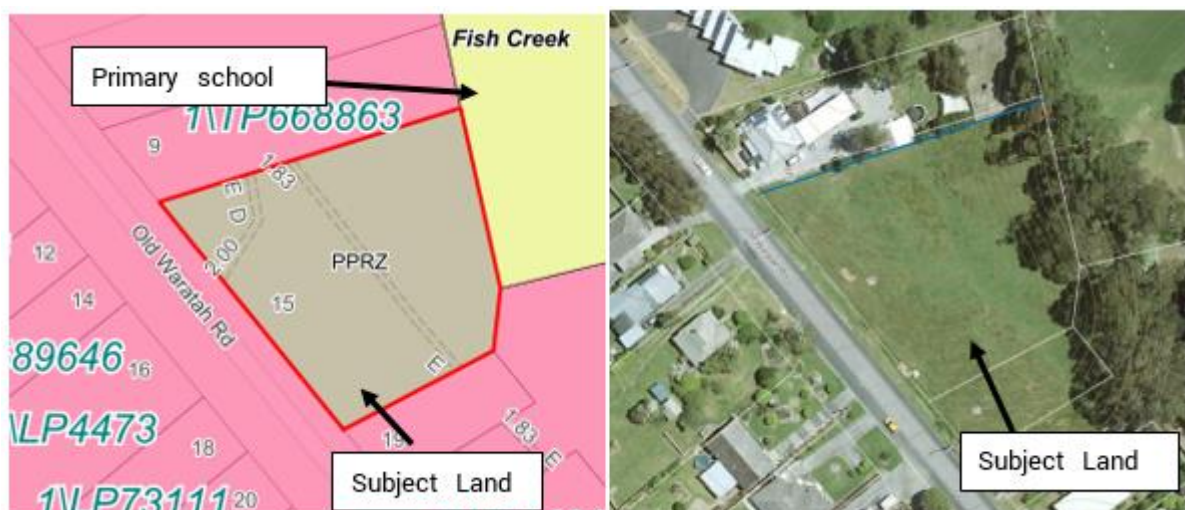 Fish Creek
Primary school
1\TP668863
9
1.83
E
D
2.00
Old Waratah Rd
PPRZ
12
15
14
689646
16
\LP4473
E
19
1.83
E
18
Subject Land
1\LP73111
20
Subject Land